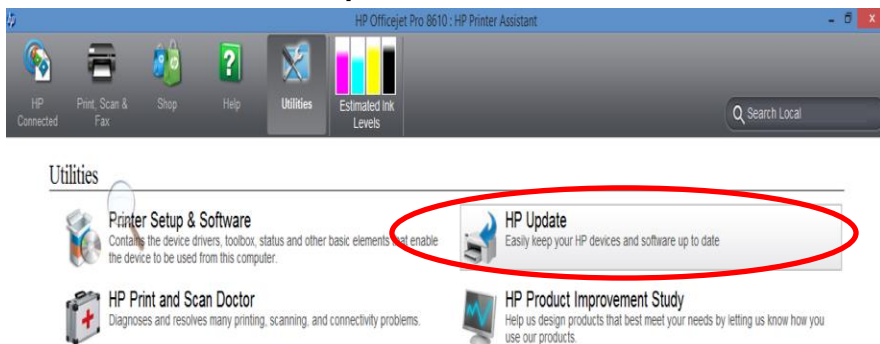 HP Officejet Pro 8610 : HP Printer Assistant
HP
Connected
Print, Scan &
Fax
Shop
Help
Utilities
Estimated Ink
Levels
Search Local
Utilities
Printer Setup & Software
Contains the device drivers, toolbox, status and other basic elements that enable
the device to be used from this computer.
HP Update
Easily keep your HP devices and software up to date
HP Print and Scan Doctor
Diagnoses and resolves many printing, scanning, and connectivity problems.
HP Product Improvement Study
Help us design products that best meet your needs by letting us know how you
use our products.